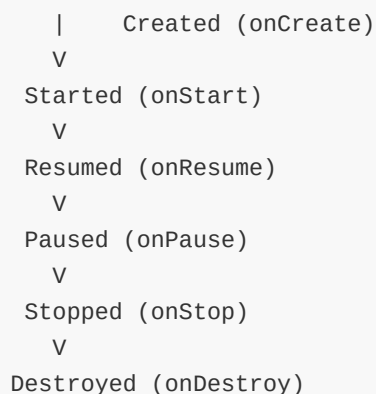 |    Created (onCreate)
V
Started (onStart)
V
Resumed (onResume)
V
Paused (onPause)
V
Stopped (onStop)
V
Destroyed (onDestroy)